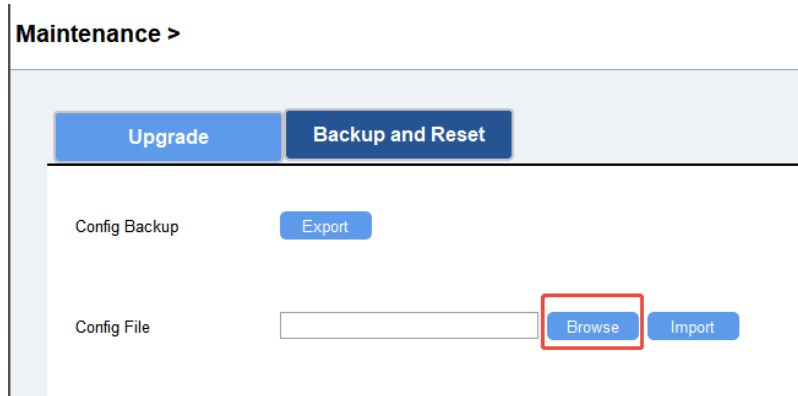 Maintenance >
Upgrade
Backup and Reset
Config Backup
Export
Config File
Browse
Import